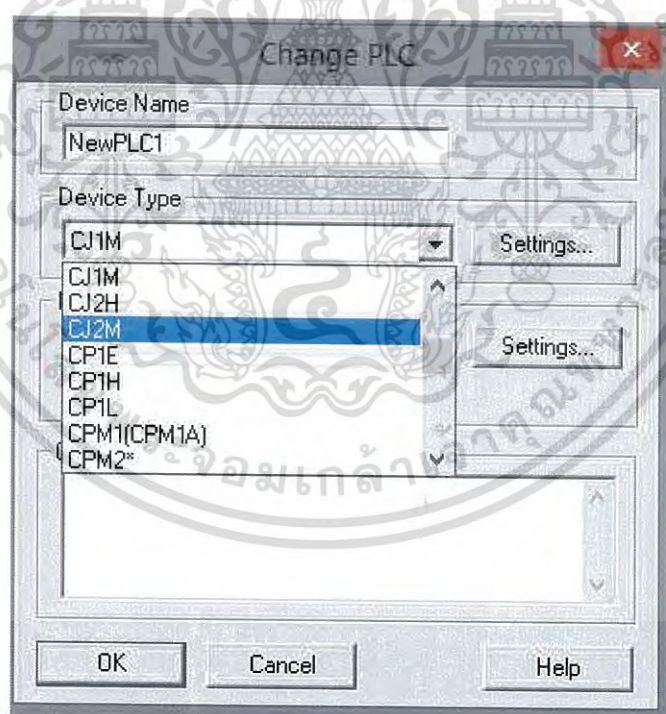 Change PLC
Device Name
NewPLC1
Device Type
CJ1M
Settings...
CJ1M
CJ2H
CJ2M
Settings...
CP1E
CP1H
CP1L
CPM1(CPM1A)
CPM2*
OK
Cancel
Help